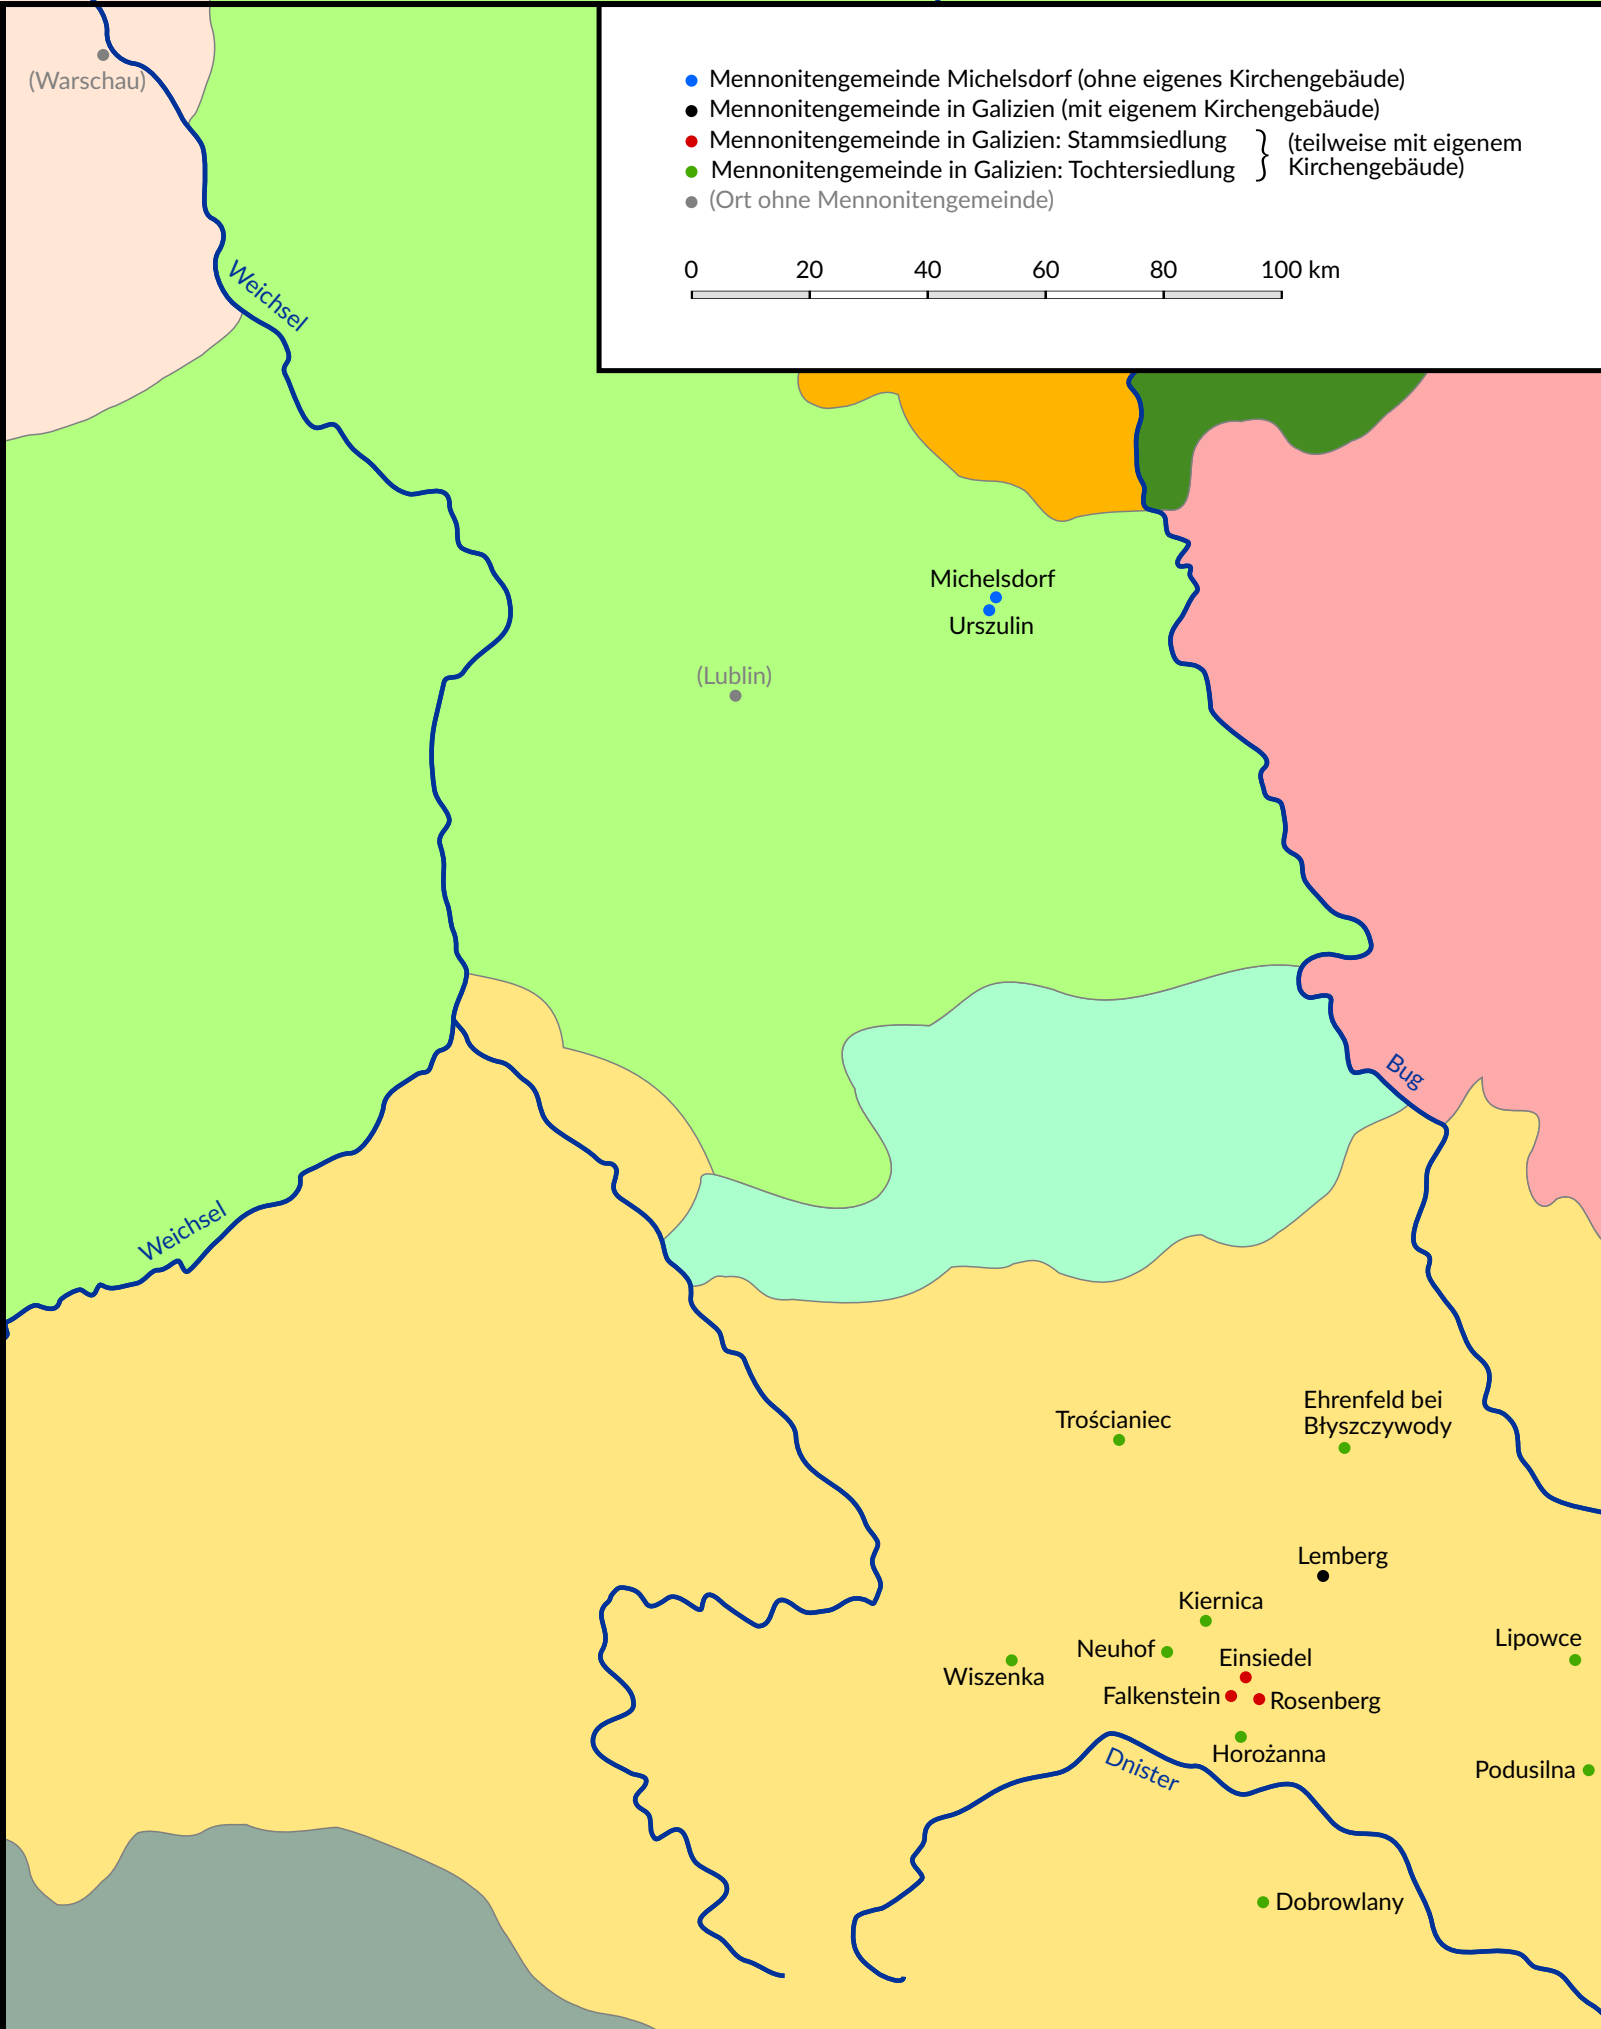 (Warschau)
Mennonitengemeinde Michelsdorf (ohne eigenes Kirchengebäude)
Mennonitengemeinde in Galizien (mit eigenem Kirchengebäude)
Mennonitengemeinde in Galizien: Stammsiedlung
Mennonitengemeinde in Galizien: Tochtersiedlung
} (teilweise mit eigenem
Kirchengebäude)
(Ort ohne Mennonitengemeinde)
0 20 40 60 80 100 km
Weichsel
Michelsdorf
Urszulin
(Lublin)
Bug
Weichsel
Trościaniec
Ehrenfeld bei
Błyszczywody
Lemberg
Kiernica
Lipowce
Neuhof
Einsiedel
Wiszenka
Falkenstein
Rosenberg
Horożanna
Dnister
Podusilna
Dobrowlany